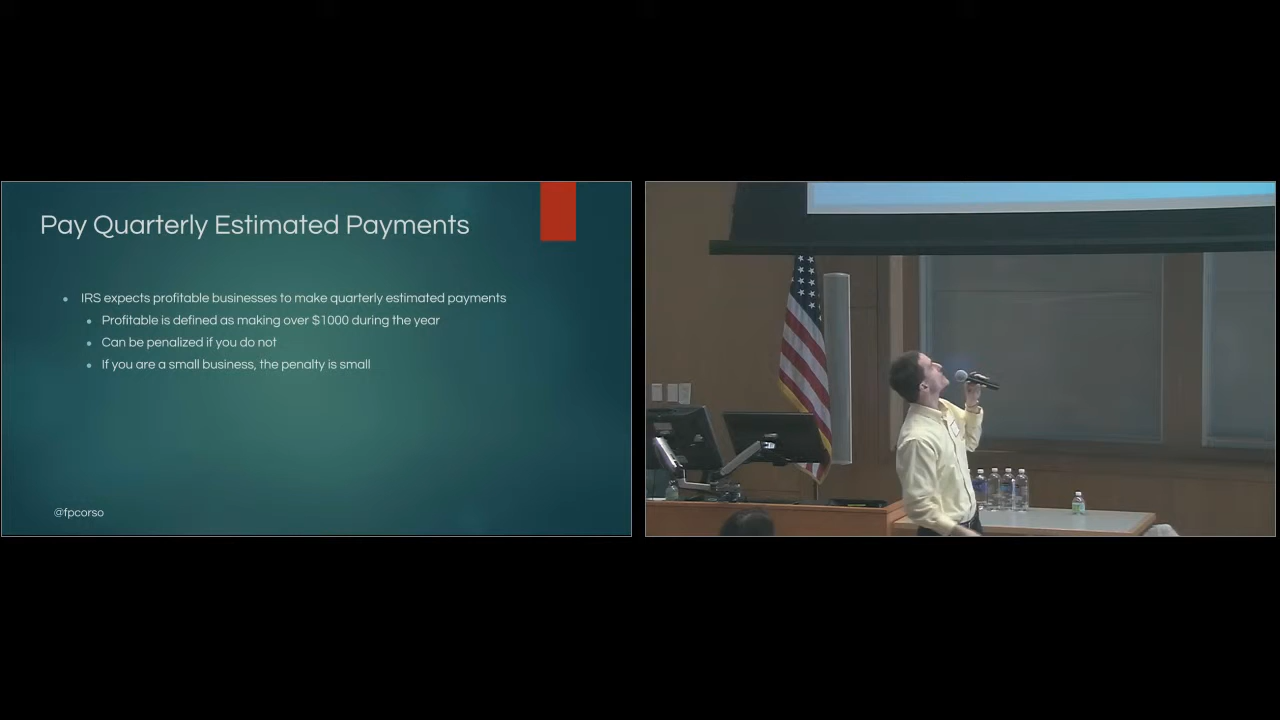 Pay Quarterly Estimated Payments
IRS expects profitable businesses to make quarterly estimated payments
Profitable is defined as making over $1000 during the year
Can be penalized if you do not
If you are a small business, the penalty is small
@fpcorso